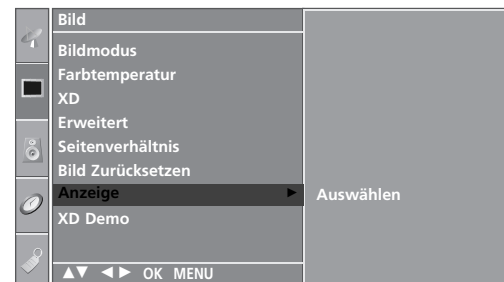 Bild
Bildmodus
Farbtemperatur
XD
Erweitert
Seitenverhältnis
Bild Zurücksetzen
Anzeige ▶ Auswählen
XD Demo
▲▼ ◄► OK MENU